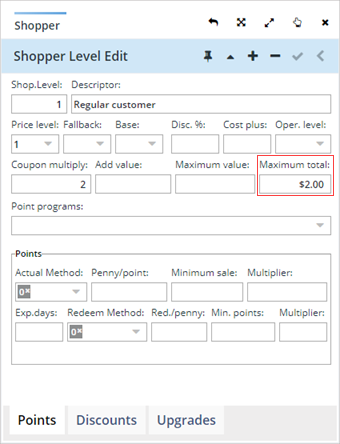 Shopper
Shopper Level Edit
Shop.Level: Descriptor:
1 Regular customer
Price level: Fallback: Base: Disc. %: Cost plus: Oper. level:
1
Coupon multiply: Add value: Maximum value: Maximum total:
2 $2.00
Point programs:
Points
Actual Method: Penny/point: Minimum sale: Multiplier:
0
Exp.days: Redeem Method: Red./penny: Min. points: Multiplier:
0
Points Discounts Upgrades